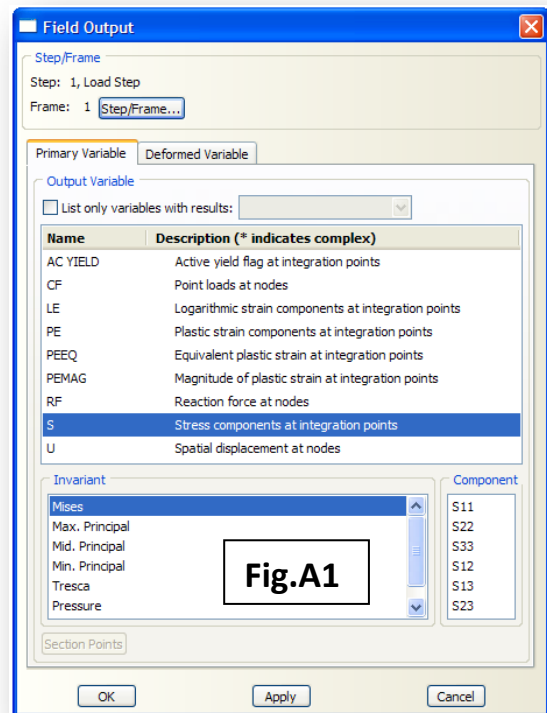 Field Output
Step/Frame
Step: 1, Load Step
Frame: 1 Step/Frame...
Primary Variable Deformed Variable
Output Variable
List only variables with results:
Name Description (* indicates complex)
AC YIELD Active yield flag at integration points
CF Point loads at nodes
LE Logarithmic strain components at integration points
PE Plastic strain components at integration points
PEEQ Equivalent plastic strain at integration points
PEMAG Magnitude of plastic strain at integration points
RF Reaction force at nodes
S Stress components at integration points
U Spatial displacement at nodes
Invariant
Mises
Max. Principal
Mid. Principal
Min. Principal
Tresca
Pressure
Fig.A1
Component
S11
S22
S33
S12
S13
S23
Section Points
OK Apply Cancel